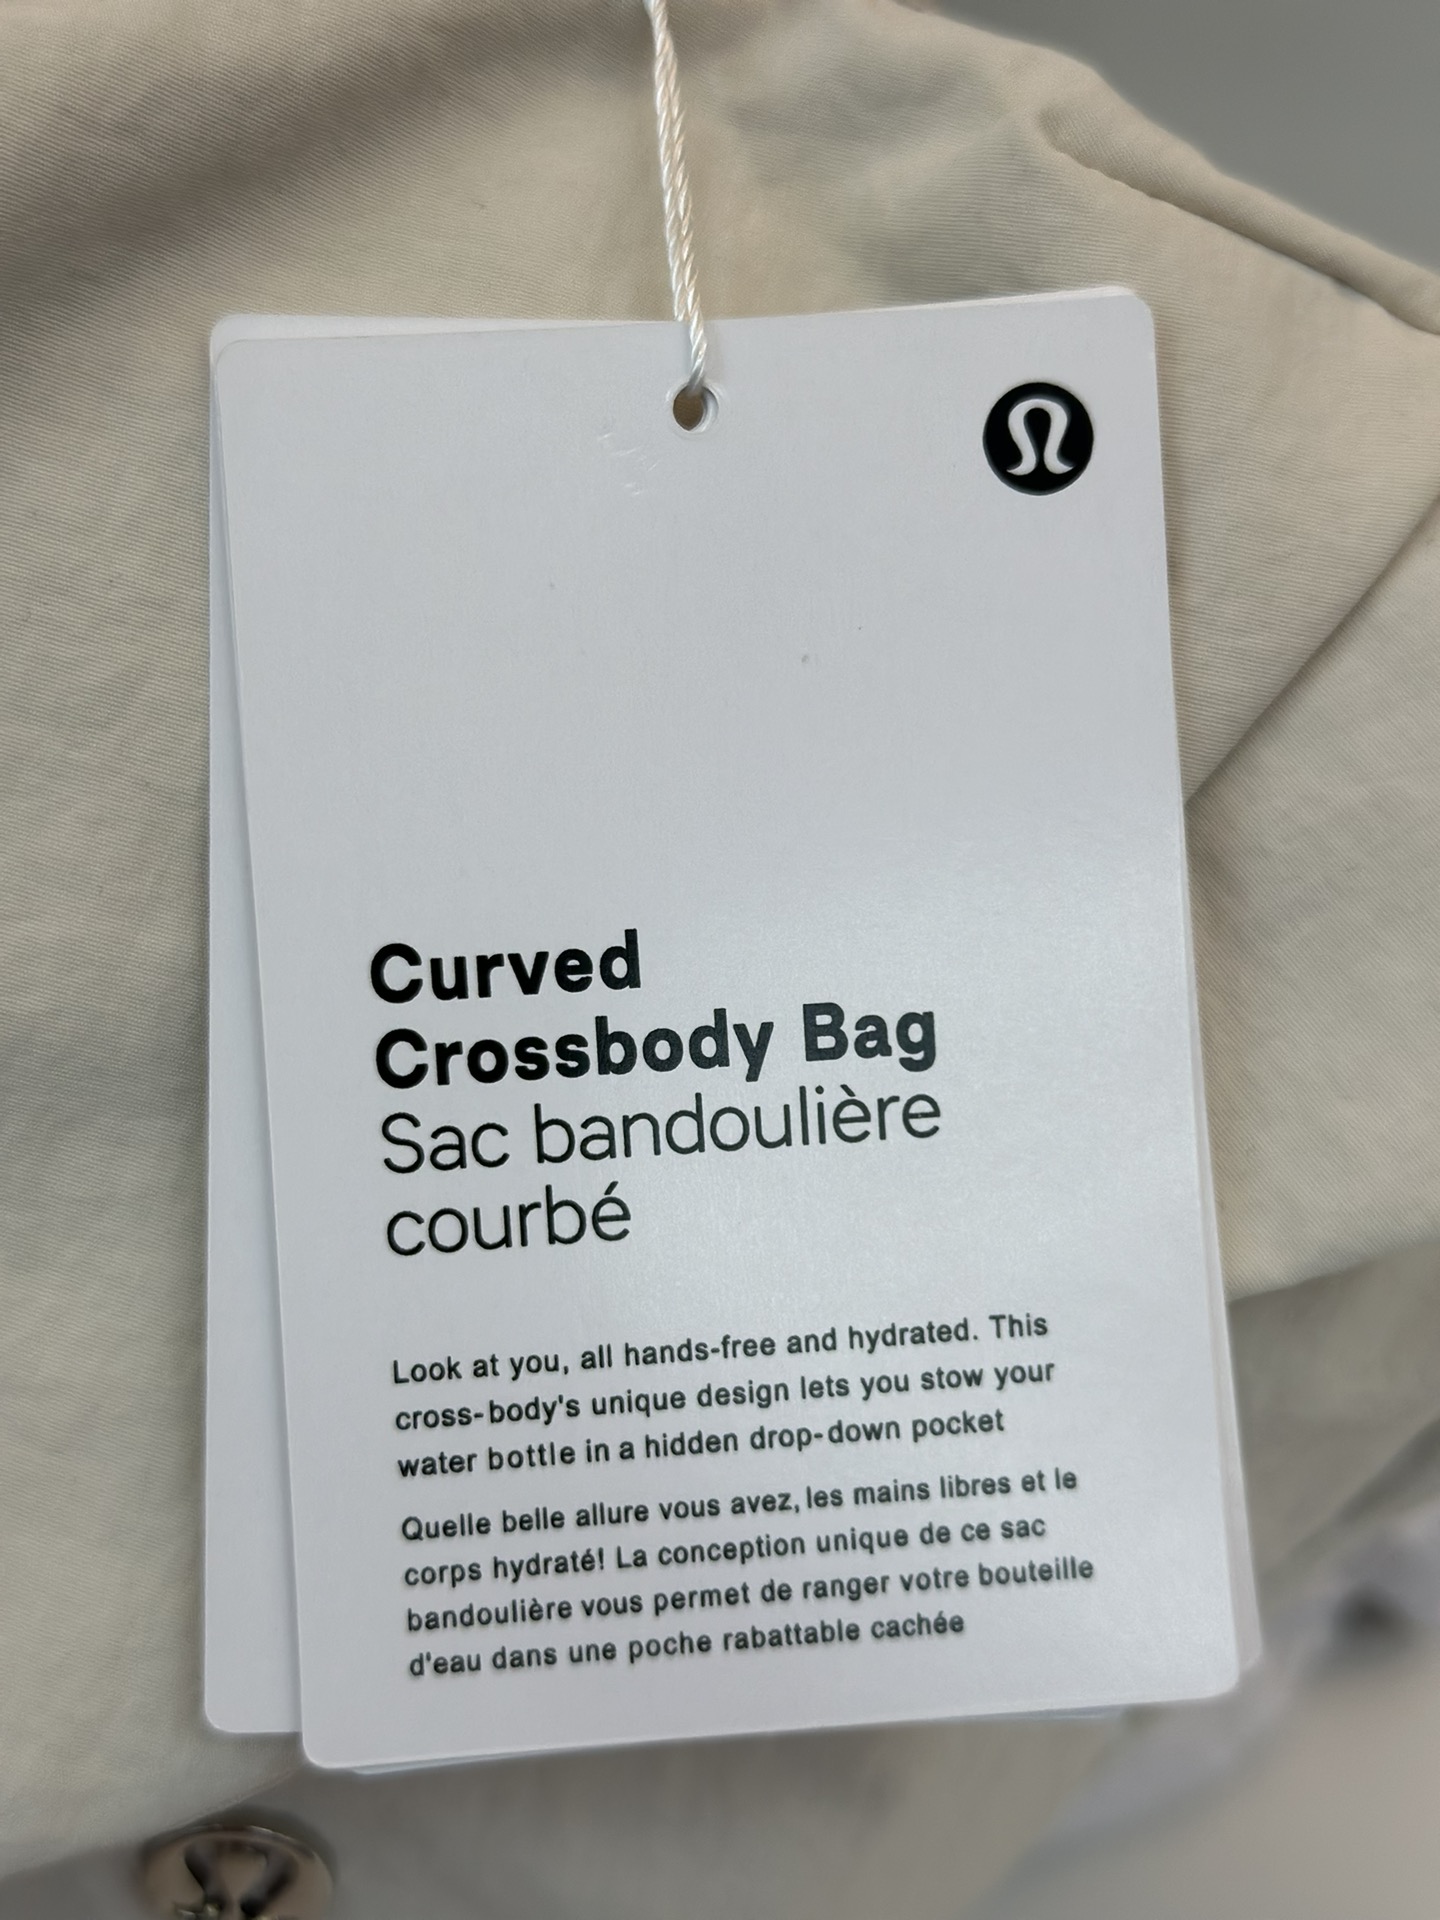 Curved
Crossbody Bag
Sac bandoulière
courbé
Look at you, all hands-free and hydrated. This
cross-body's unique design lets you stow your
water bottle in a hidden drop-down pocket
Quelle belle allure vous avez, les mains libres et le
corps hydraté! La conception unique de ce sac
bandoulière vous permet de ranger votre bouteille
d'eau dans une poche rabattable cachée